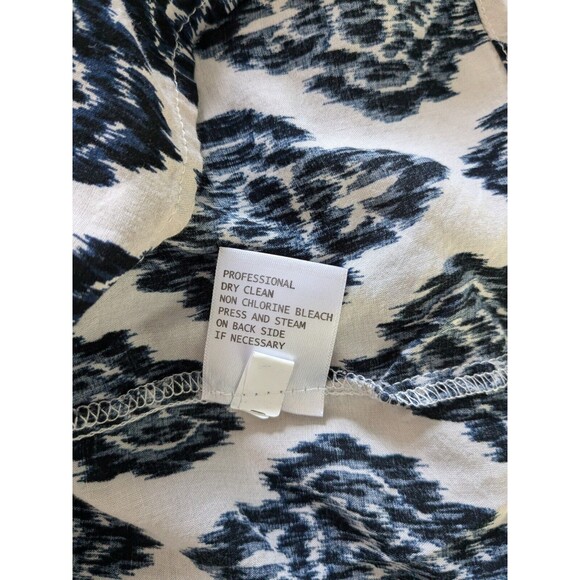 PROFESSIONAL
DRY CLEAN
NON CHLORINE BLEACH
PRESS AND STEAM
ON BACK SIDE
IF NECESSARY